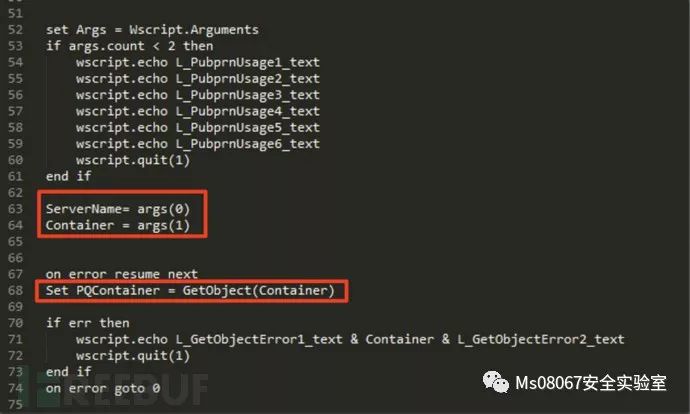 51
52 set Args = Wscript.Arguments
53 if args.count < 2 then
54 wscript.echo L_PubprnUsage1_text
55 wscript.echo L_PubprnUsage2_text
56 wscript.echo L_PubprnUsage3_text
57 wscript.echo L_PubprnUsage4_text
58 wscript.echo L_PubprnUsage5_text
59 wscript.echo L_PubprnUsage6_text
60 wscript.quit(1)
61 end if
62
63 ServerName= args(0)
64 Container = args(1)
65
66
67 on error resume next
68 Set PQContainer = GetObject(Container)
69
70 if err then
71 wscript.echo L_GetObjectError1_text & Container & L_GetObjectError2_text
72 wscript.quit(1)
73 end if
74 on error goto 0
75
REEBUF
Ms08067安全实验室